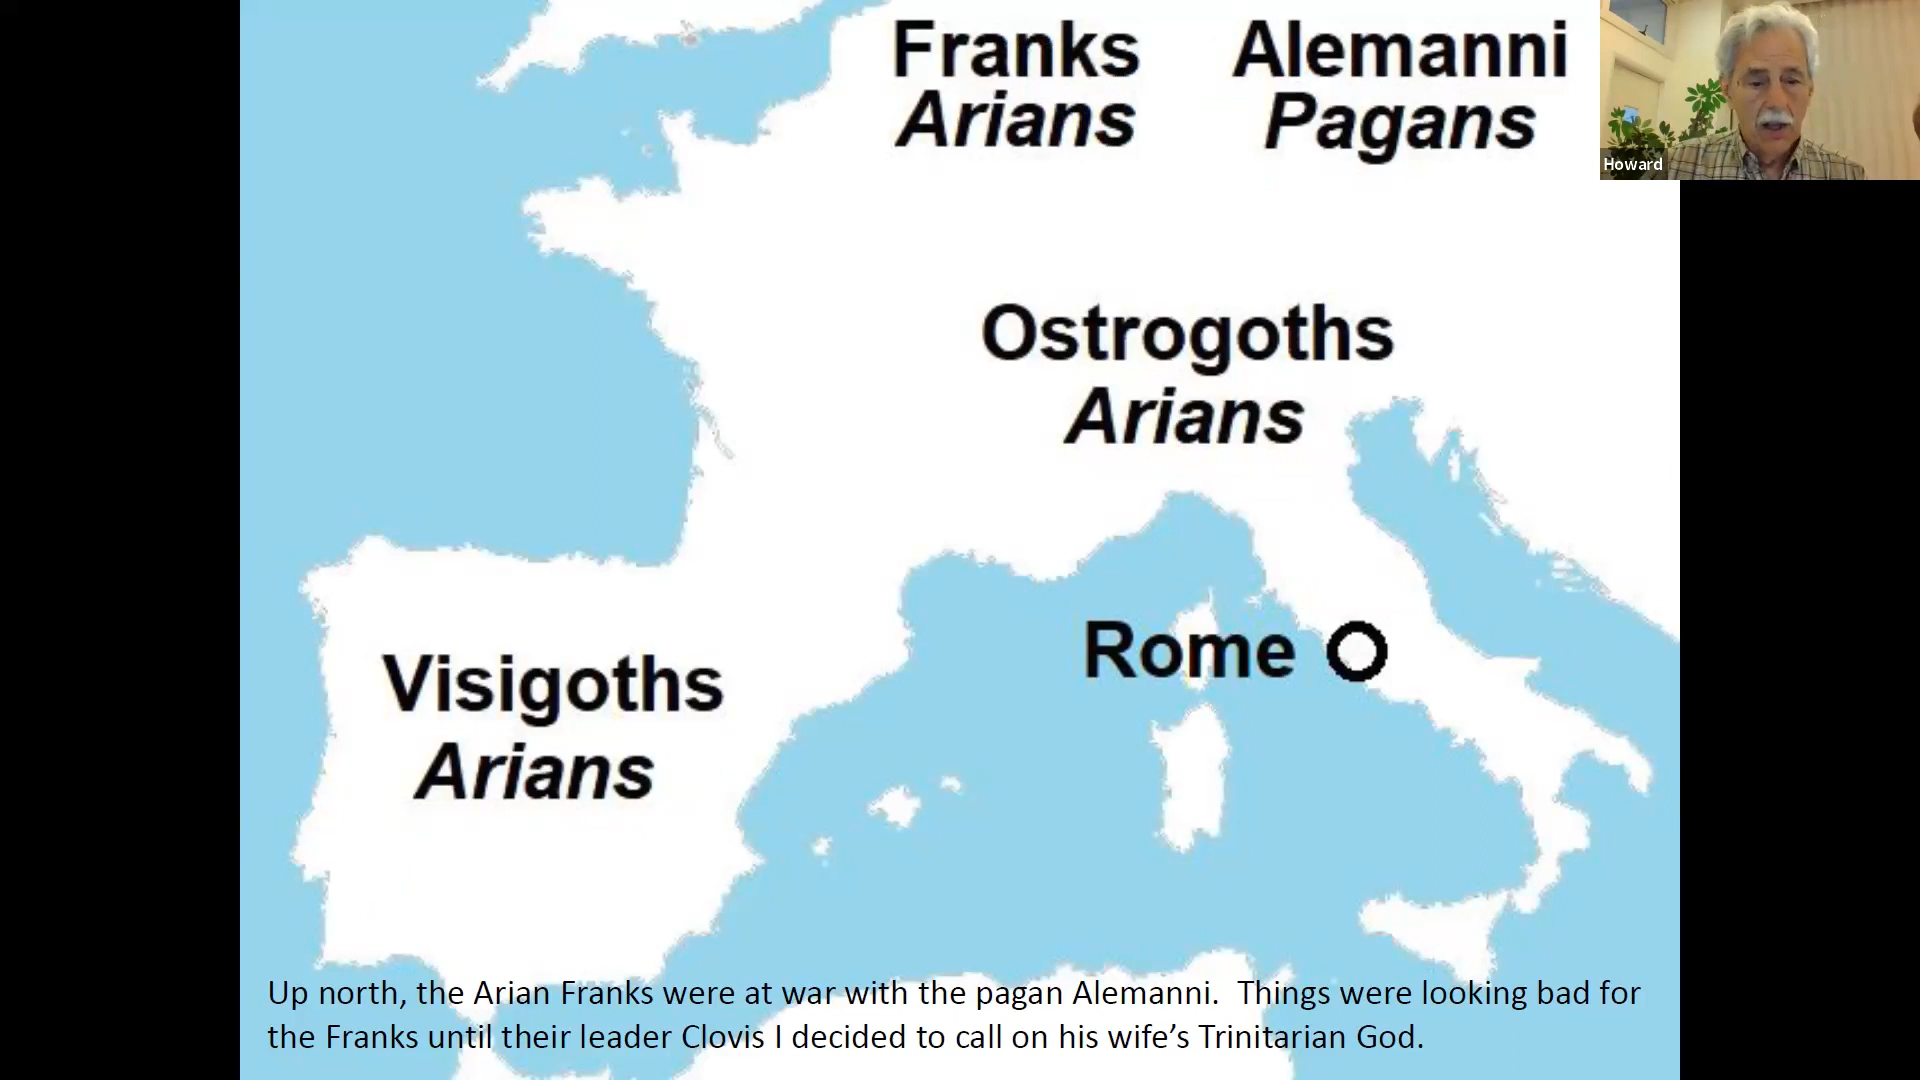 Franks Alemanni
Arians Pagans
Howard
Ostrogoths
Arians
Rome
Visigoths
Arians
Up north, the Arian Franks were at war with the pagan Alemanni.  Things were looking bad for
the Franks until their leader Clovis I decided to call on his wife’s Trinitarian God.